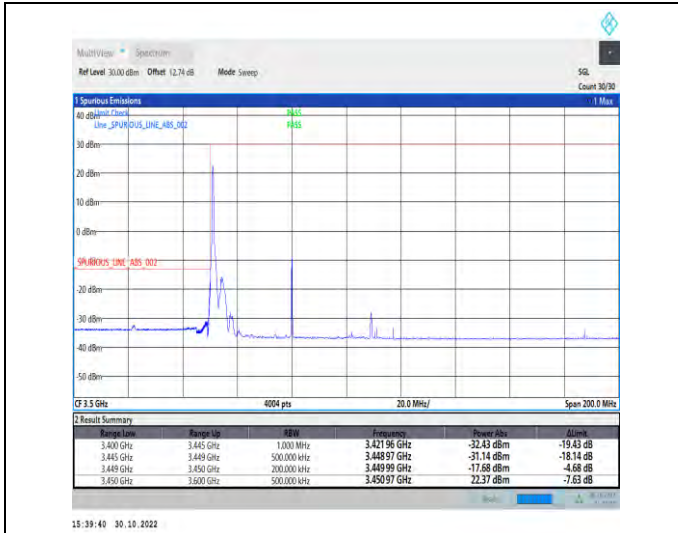 MultiView Spectrum
Ref Level 30.00 dBm Offset 12.74 dB Mode Sweep SGL
Count 30/30
1 Spurious Emissions 1 Max
40 dBm Limit Check PASS
Line _SPURIOUS_LINE_ABS_002 PASS
30 dBm
20 dBm
10 dBm
0 dBm
_SPURIOUS_LINE_ABS_002
-20 dBm
-30 dBm
-40 dBm
-50 dBm
CF 3.5 GHz 4004 pts 20.0 MHz/ Span 200.0 MHz
2 Result Summary
Range Low Range Up RBW Frequency Power Abs ΔLimit
3.400 GHz 3.445 GHz 1.000 MHz 3.421 96 GHz -32.43 dBm -19.43 dB
3.445 GHz 3.449 GHz 500.000 kHz 3.448 97 GHz -31.14 dBm -18.14 dB
3.449 GHz 3.450 GHz 200.000 kHz 3.449 99 GHz -17.68 dBm -4.68 dB
3.450 GHz 3.600 GHz 500.000 kHz 3.450 97 GHz 22.37 dBm -7.63 dB
15:39:40 30.10.2022